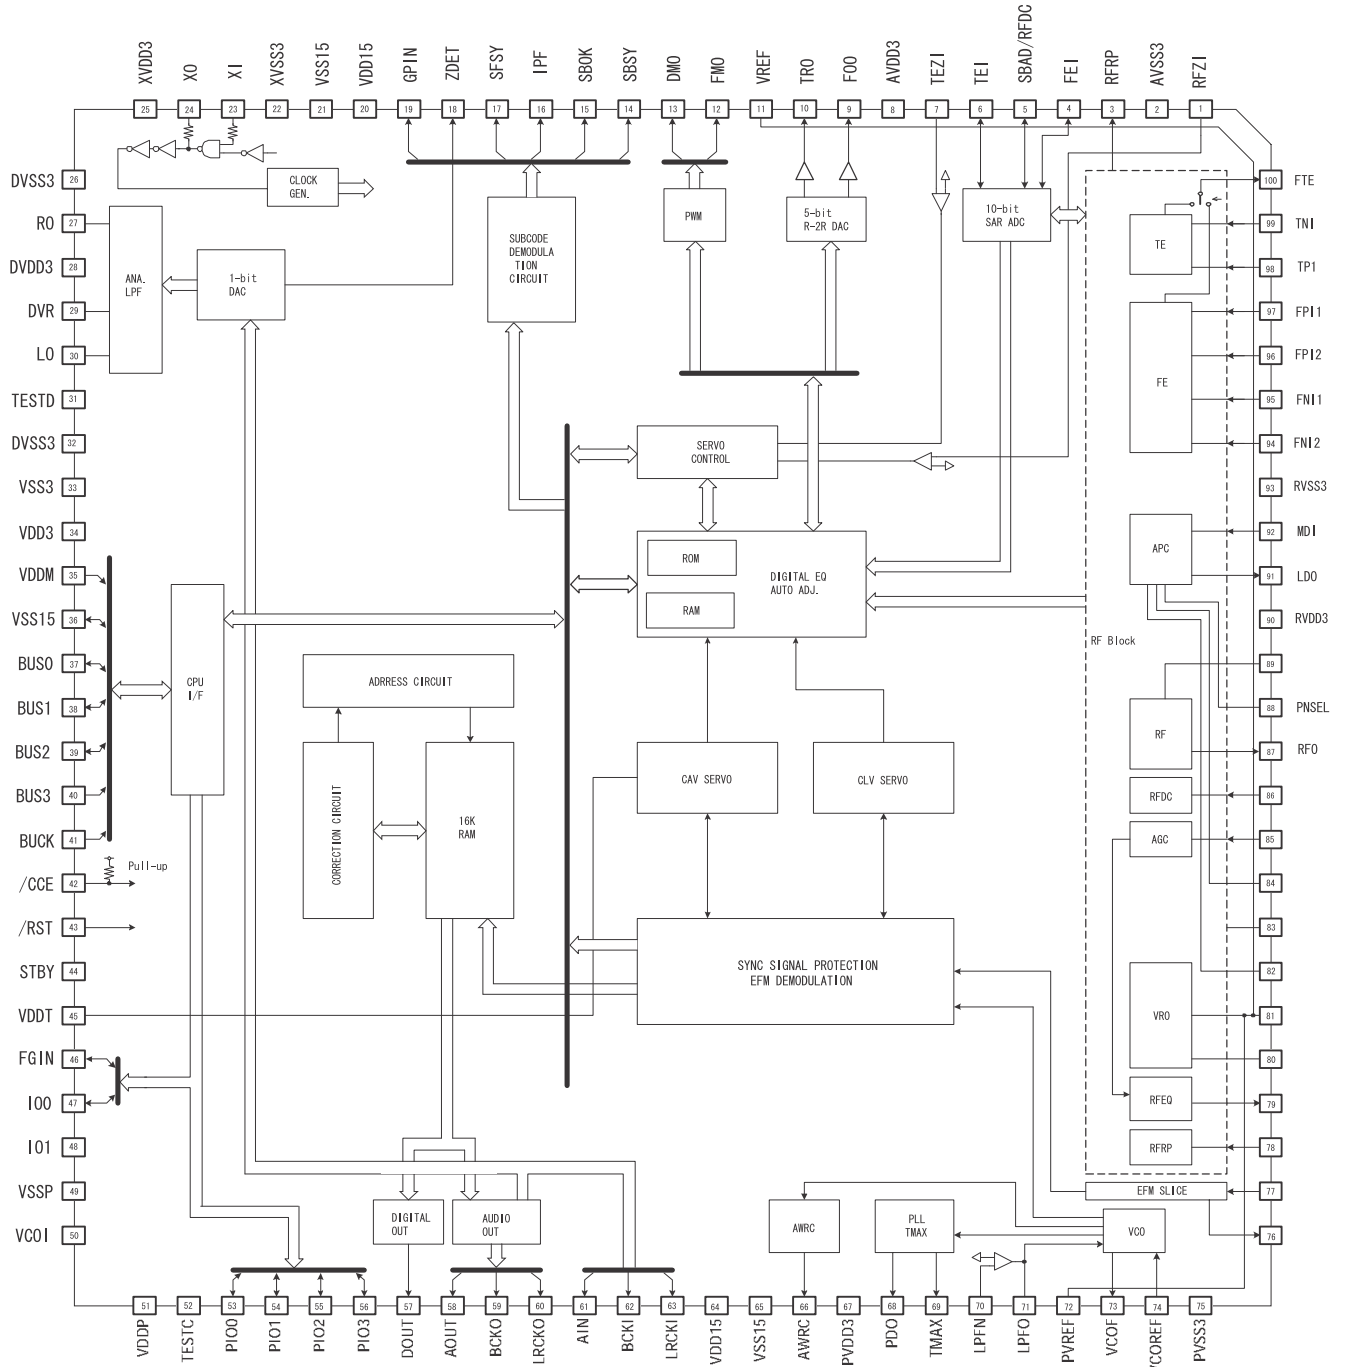 XVDD3
XO
XI
XVSS3
VSS15
VDD15
GPIN
ZDET
SFSY
IPF
SBOK
SBSY
DMO
FMO
VREF
TRO
FOO
AVDD3
TEZI
TEI
SBAD/RFDC
FEI
RFRP
AVSS3
RFZI
25
24
23
22
21
20
19
18
17
16
15
14
13
12
11
10
9
8
7
6
5
4
3
2
1
DVSS3 26
RO 27
DVDD3 28
DVR 29
LO 30
TESTD 31
DVSS3 32
VSS3 33
VDD3 34
VDDM 35
VSS15 36
BUS0 37
BUS1 38
BUS2 39
BUS3 40
BUCK 41
/CCE 42
/RST 43
STBY 44
VDDT 45
FGIN 46
IO0 47
IO1 48
VSSP 49
VCOI 50
CLOCK
GEN.
ANA.
LPF
1-bit
DAC
SUBCODE
DEMODULA
TION
CIRCUIT
PWM
5-bit
R-2R DAC
10-bit
SAR ADC
SERVO
CONTROL
ROM
RAM
DIGITAL EQ
AUTO ADJ.
CPU
I/F
ADRRESS CIRCUIT
CORRECTION CIRCUIT
16K
RAM
CAV SERVO
CLV SERVO
Pull-up
SYNC SIGNAL PROTECTION
EFM DEMODULATION
DIGITAL
OUT
AUDIO
OUT
AWRC
PLL
TMAX
VCO
EFM SLICE
RF Block
TE
FE
APC
RF
RFDC
AGC
VRO
RFEQ
RFRP
100 FTE
99 TNI
98 TP1
97 FPI1
96 FPI2
95 FNI1
94 FNI2
93 RVSS3
92 MDI
91 LDO
90 RVDD3
89
88 PNSEL
87 RFO
86
85
84
83
82
81
80
79
78
77
76
51
52
53
54
55
56
57
58
59
60
61
62
63
64
65
66
67
68
69
70
71
72
73
74
75
VDDP
TESTC
PIO0
PIO1
PIO2
PIO3
DOUT
AOUT
BCKO
LRCKO
AIN
BCKI
LRCKI
VDD15
VSS15
AWRC
PVDD3
PDO
TMAX
LPFN
LPFO
PVREF
VCOF
VCOREF
PVSS3